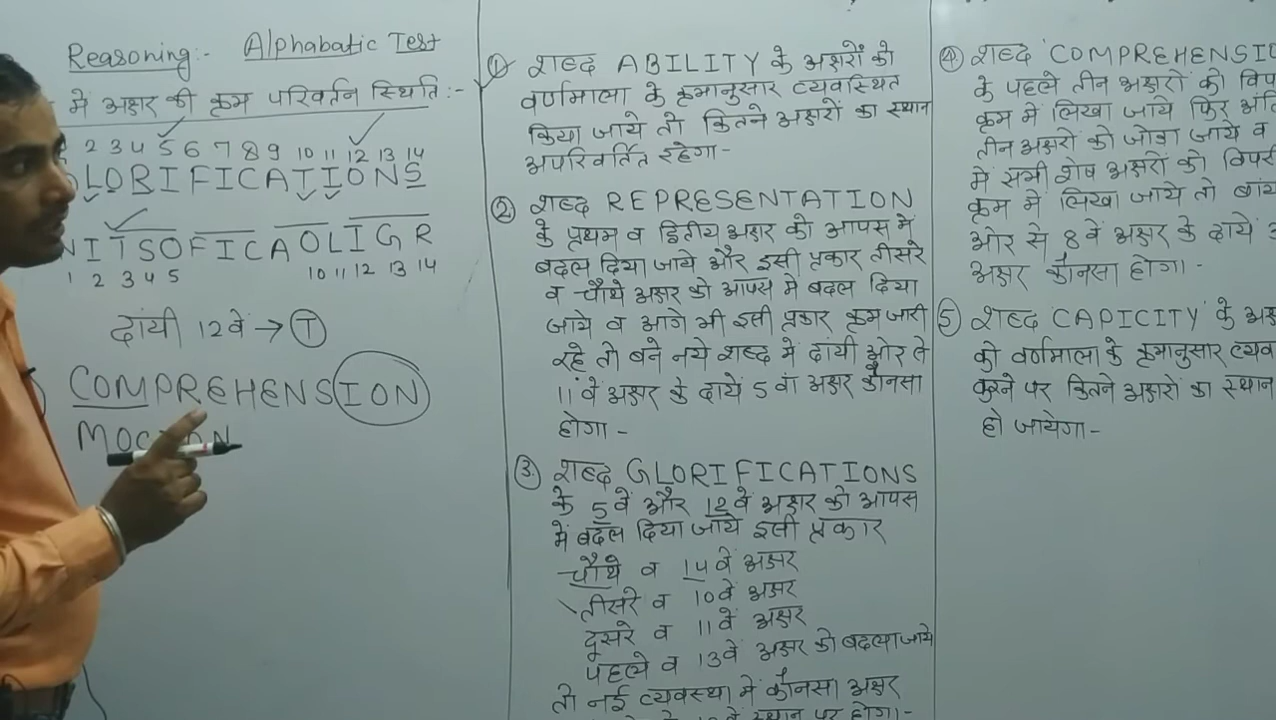 Reasoning:- Alphabatic Test
में अक्षर की क्रम परिवर्तन स्थिति:-
2 3 4 5 6 7 8 9 10 11 12 13 14
LORIFICATIONS
NITSOFICAOLIGR
1 2 3 4 5 10 11 12 13 14
दांयी 12वें → T
COMPREHENSION
① शब्द ABILITY के अक्षरों को
वर्णमाला के क्रमानुसार व्यवस्थित
किया जाये तो कितने अक्षरों का स्थान
अपरिवर्तित रहेगा-
② शब्द REPRESENTATION
के प्रथम व द्वितीय अक्षर को आपस में
बदल दिया जाये और इसी प्रकार तीसरे
व चौथे अक्षर को आपस में बदल दिया
जाये व आगे भी इसी प्रकार क्रम जारी
रहे तो बने नये शब्द में दांयी ओर से
11वें अक्षर के दायें 5वां अक्षर कौनसा
होगा-
③ शब्द GLORIFICATIONS
के 5वें और 12वें अक्षर को आपस
में बदल दिया जाये इसी प्रकार
चौथे व 14वें अक्षर
तीसरे व 10वें अक्षर
दूसरे व 11वें अक्षर
पहले व 13वें अक्षर को बदला जाये
तो नई व्यवस्था में कौनसा अक्षर
स्थान पर होगा।-
④ शब्द COMPREHENSIO
के पहले तीन अक्षरों को
क्रम में लिखा जाये फिर
तीन अक्षरों को जोड़ा जाये व
में सभी शेष अक्षरों को
क्रम में लिखा जाये तो
ओर से 8वें अक्षर के दायें
अक्षर कौनसा होगा।-
⑤ शब्द CAPICITY के
को वर्णमाला के क्रमानुसार
करने पर कितने अक्षरों का स्थान
हो जायेगा-